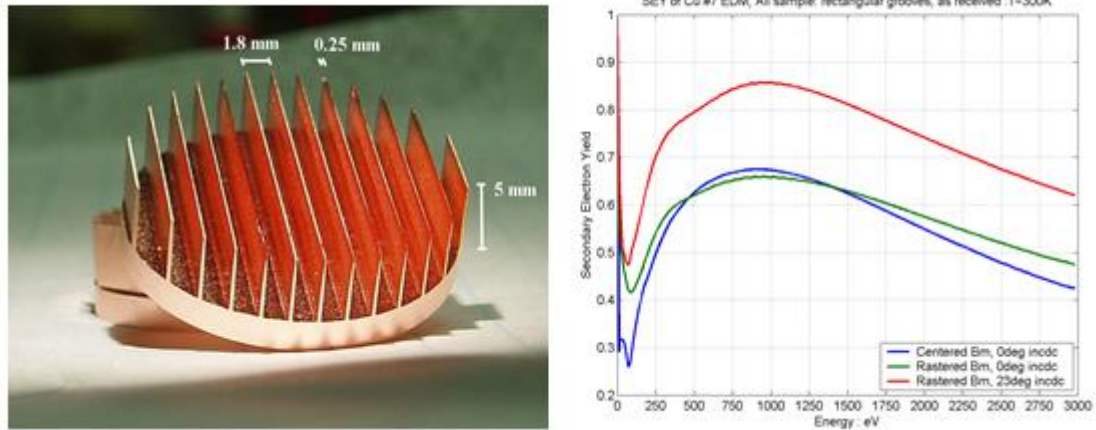 1.8 mm
0.25 mm
5 mm
SEY of Cu #7 EDM, All sample: rectangular grooves, as received :T=300K
1
0.9
0.8
0.7
0.6
0.5
0.4
0.3
0.2
Secondary Electron Yield
Centered Bm, 0deg incdc
Rastered Bm, 0deg incdc
Rastered Bm, 23deg incdc
0 250 500 750 1000 1250 1500 1750 2000 2250 2500 2750 3000
Energy : eV